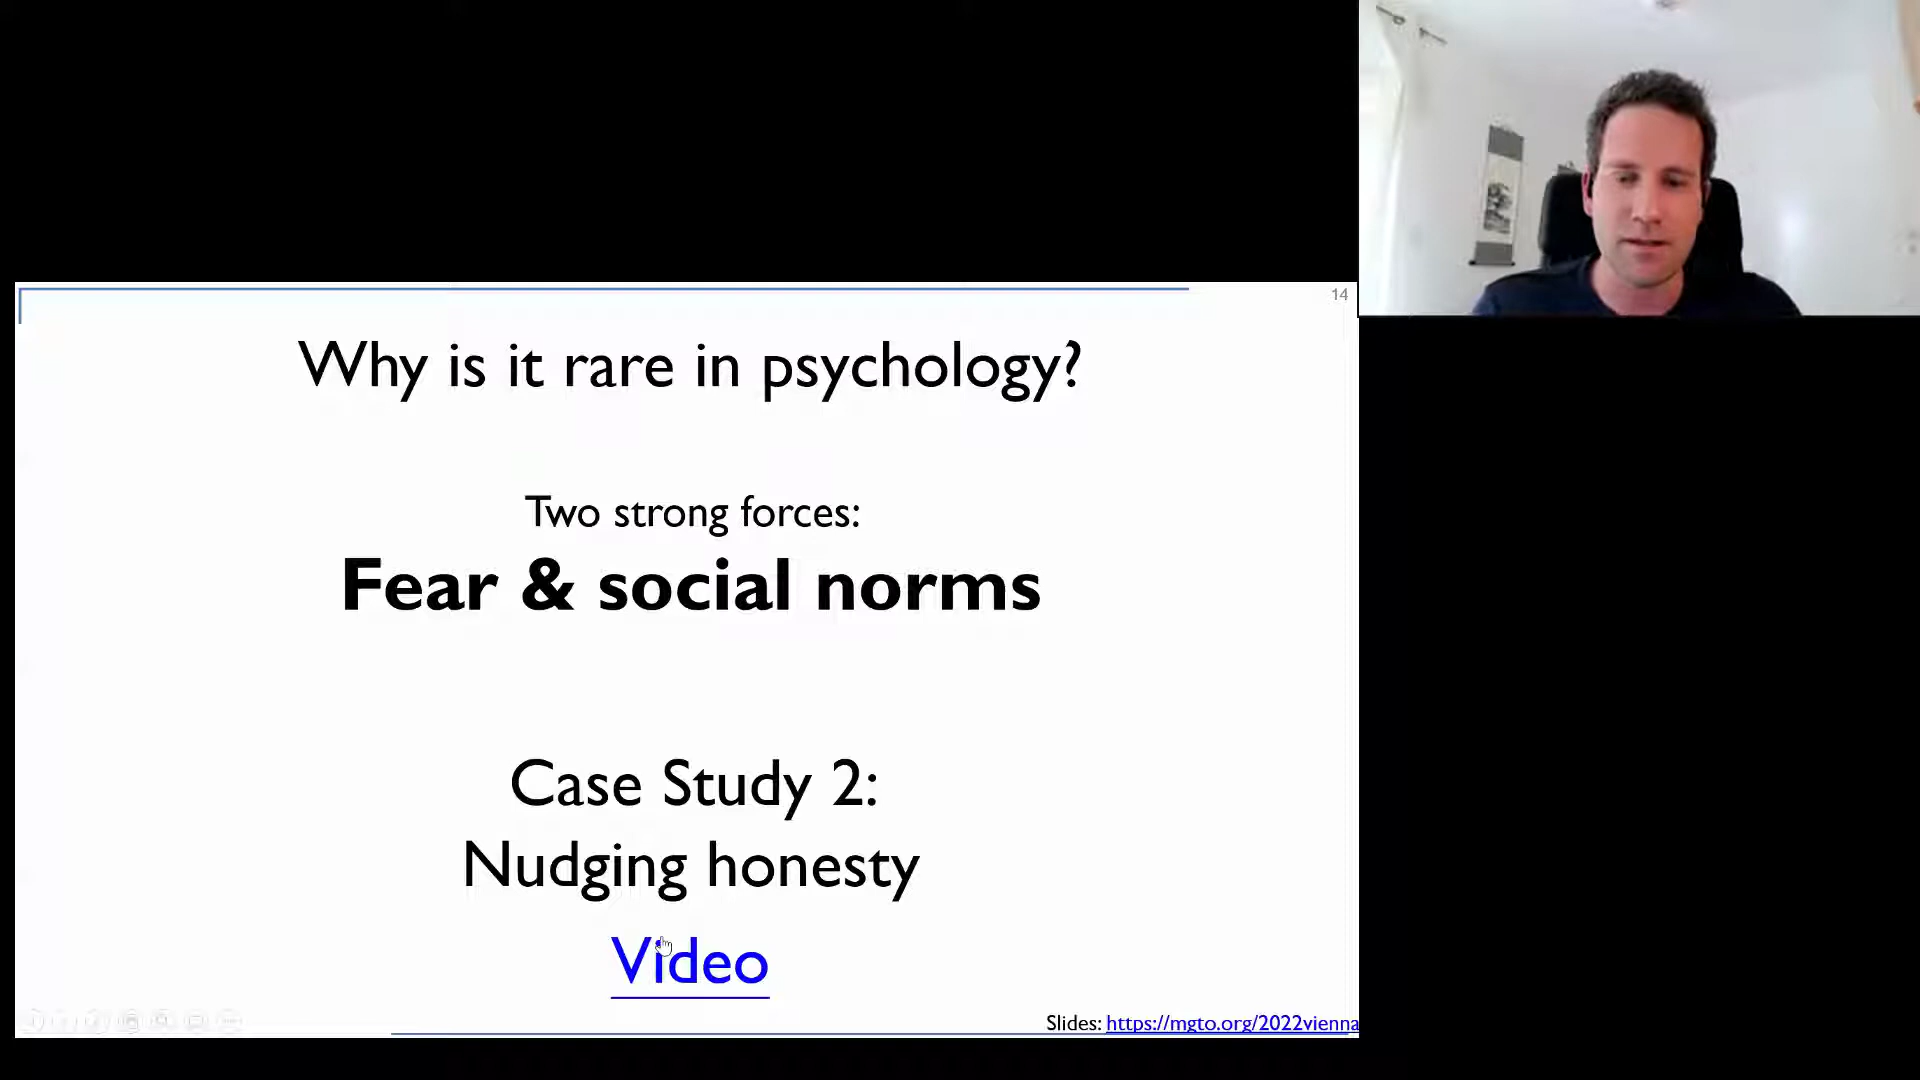 14
Why is it rare in psychology?
Two strong forces:
Fear & social norms
Case Study 2:
Nudging honesty
Video
Slides: https://mgto.org/2022vienna